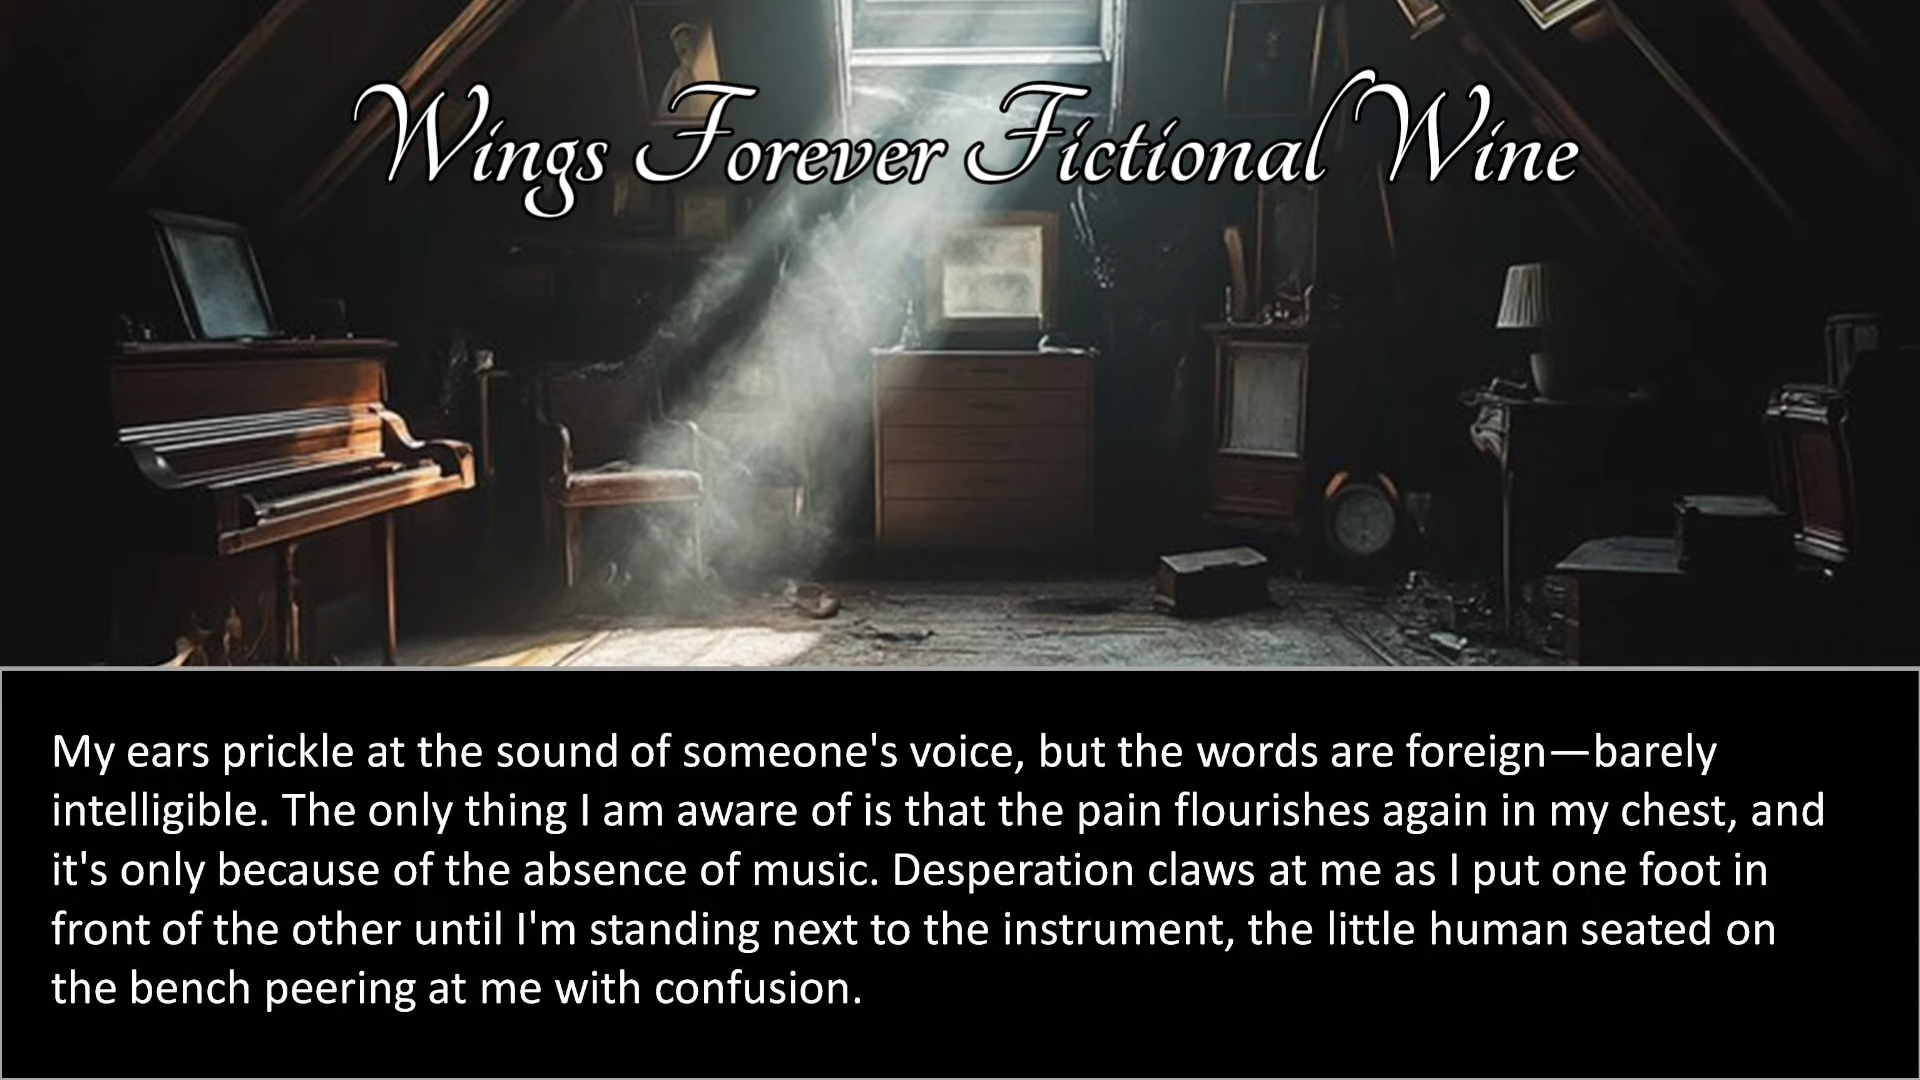 Wings Forever Fictional Wine
My ears prickle at the sound of someone's voice, but the words are foreign—barely
intelligible. The only thing I am aware of is that the pain flourishes again in my chest, and
it's only because of the absence of music. Desperation claws at me as I put one foot in
front of the other until I'm standing next to the instrument, the little human seated on
the bench peering at me with confusion.